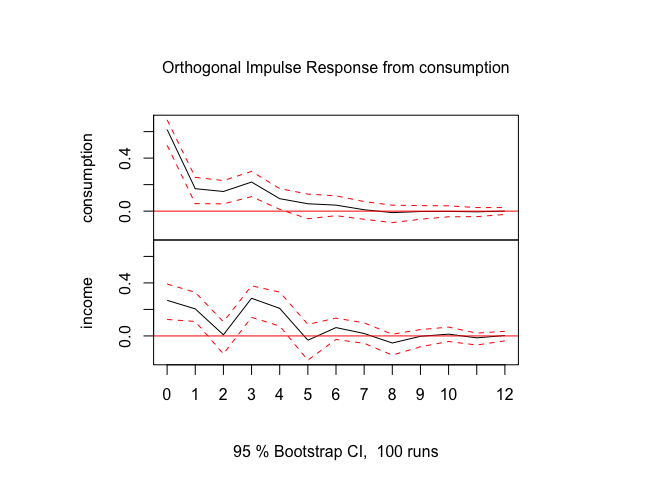 Orthogonal Impulse Response from consumption
consumption
0.4
0.0
income
0.4
0.0
0 1 2 3 4 5 6 7 8 9 10 12
95 % Bootstrap CI,  100 runs